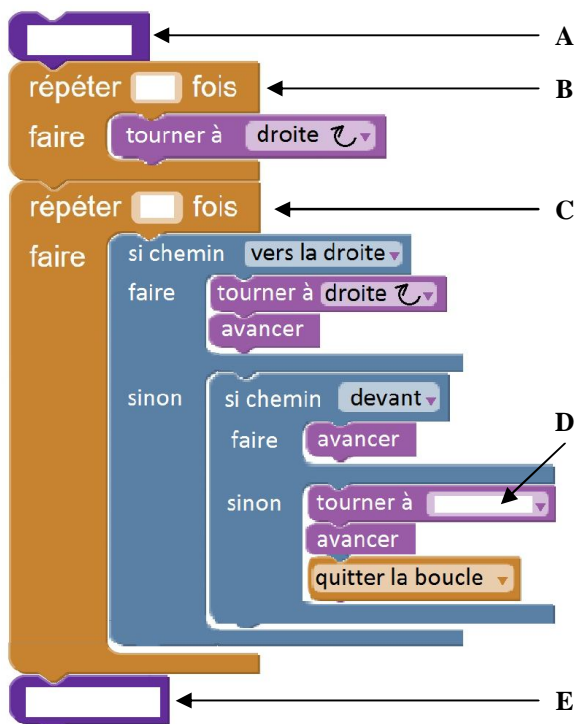 A
répéter fois B
faire tourner à droite
répéter fois C
faire si chemin vers la droite
faire tourner à droite
avancer
sinon si chemin devant
D
faire avancer
sinon tourner à
avancer
quitter la boucle
E